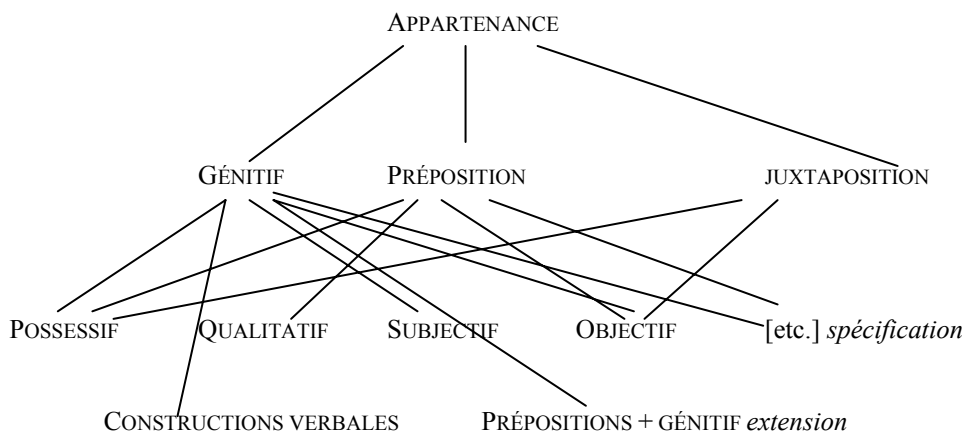 APPARTENANCE
GÉNITIF PRÉPOSITION JUXTAPOSITION
POSSESSIF QUALITATIF SUBJECTIF OBJECTIF [etc.] spécification
CONSTRUCTIONS VERBALES PRÉPOSITIONS + GÉNITIF extension